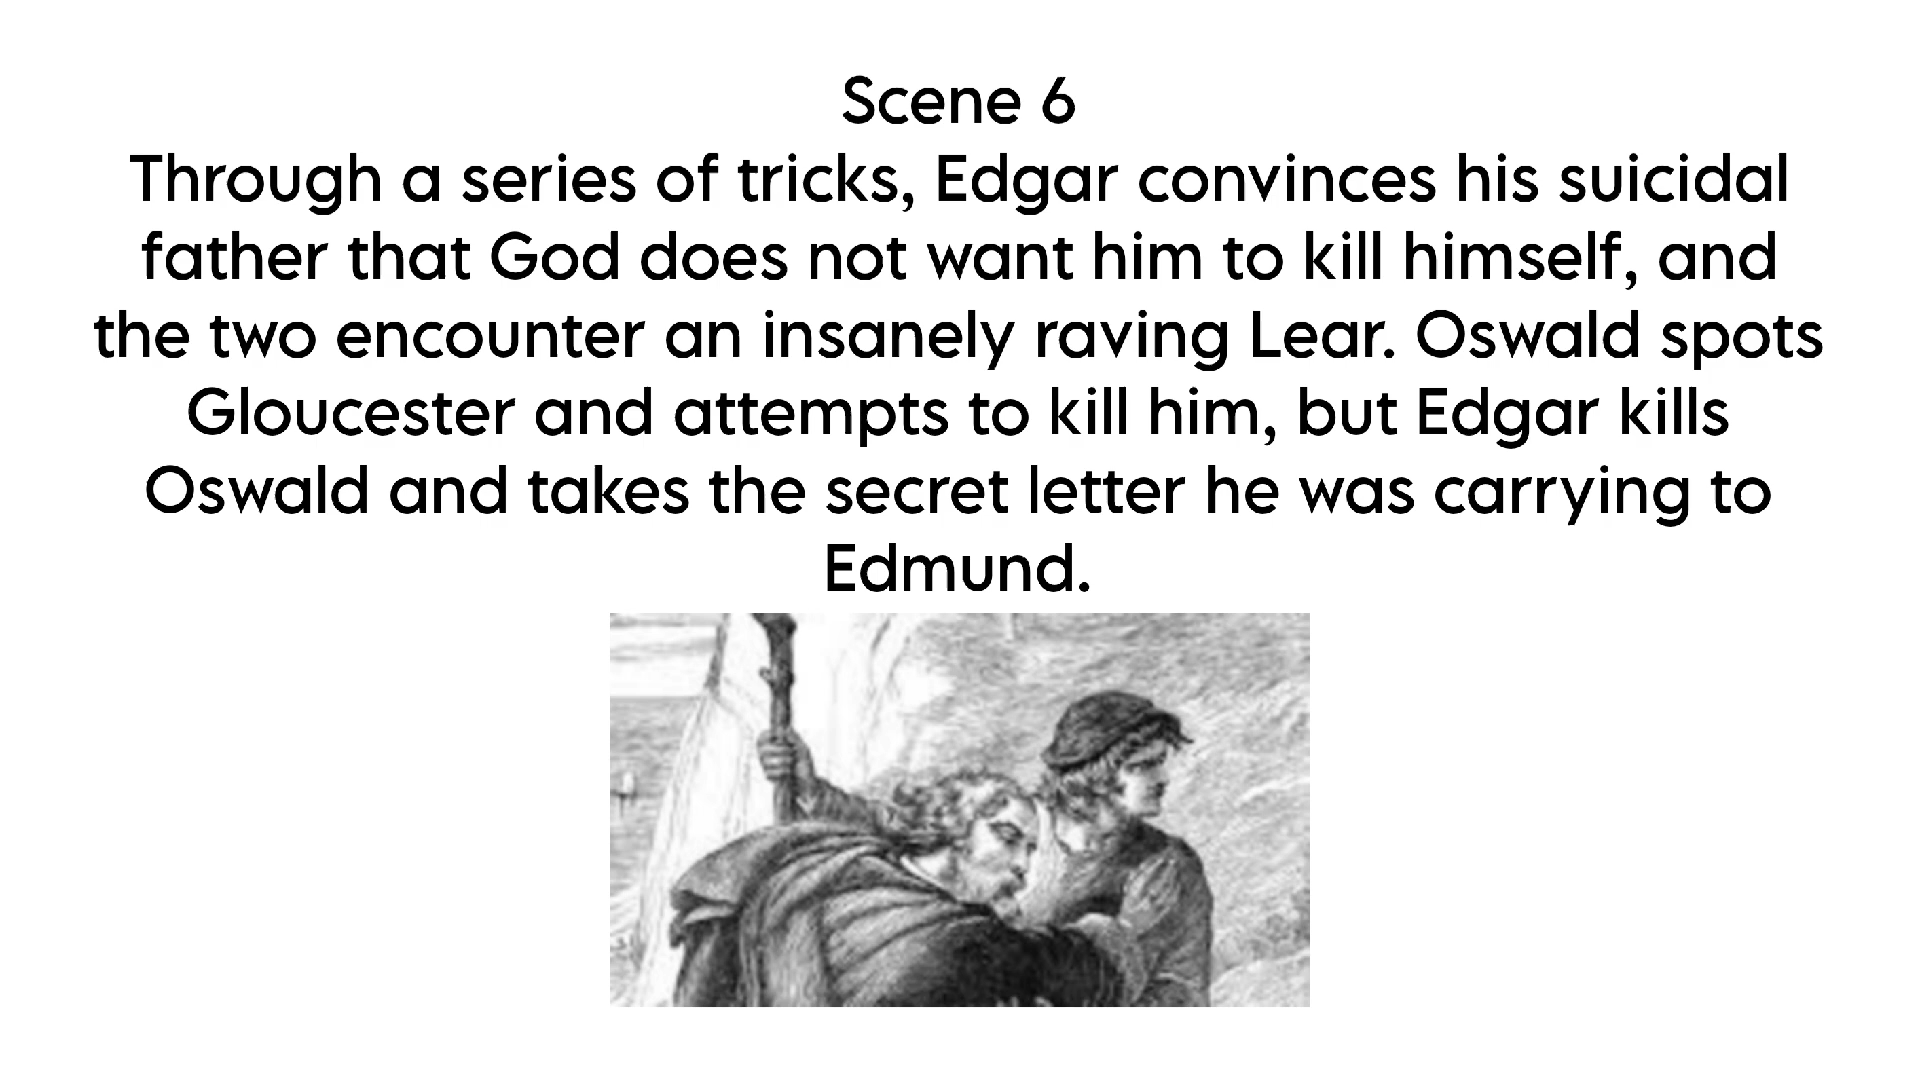 Scene 6
Through a series of tricks, Edgar convinces his suicidal
father that God does not want him to kill himself, and
the two encounter an insanely raving Lear. Oswald spots
Gloucester and attempts to kill him, but Edgar kills
Oswald and takes the secret letter he was carrying to
Edmund.